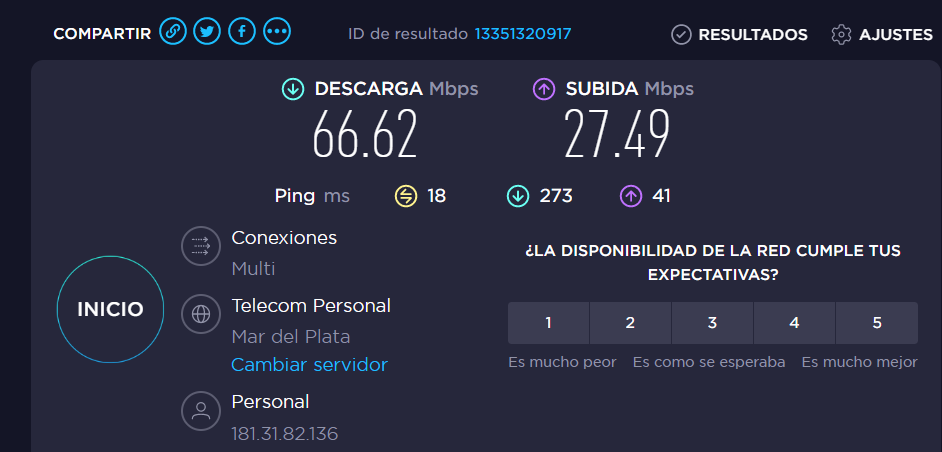 COMPARTIR ID de resultado 13351320917 RESULTADOS AJUSTES
DESCARGA Mbps SUBIDA Mbps
66.62 27.49
Ping ms 18 273 41
Conexiones
Multi
¿LA DISPONIBILIDAD DE LA RED CUMPLE TUS
EXPECTATIVAS?
INICIO
Telecom Personal
Mar del Plata
Cambiar servidor
1 2 3 4 5
Es mucho peor Es como se esperaba Es mucho mejor
Personal
181.31.82.136